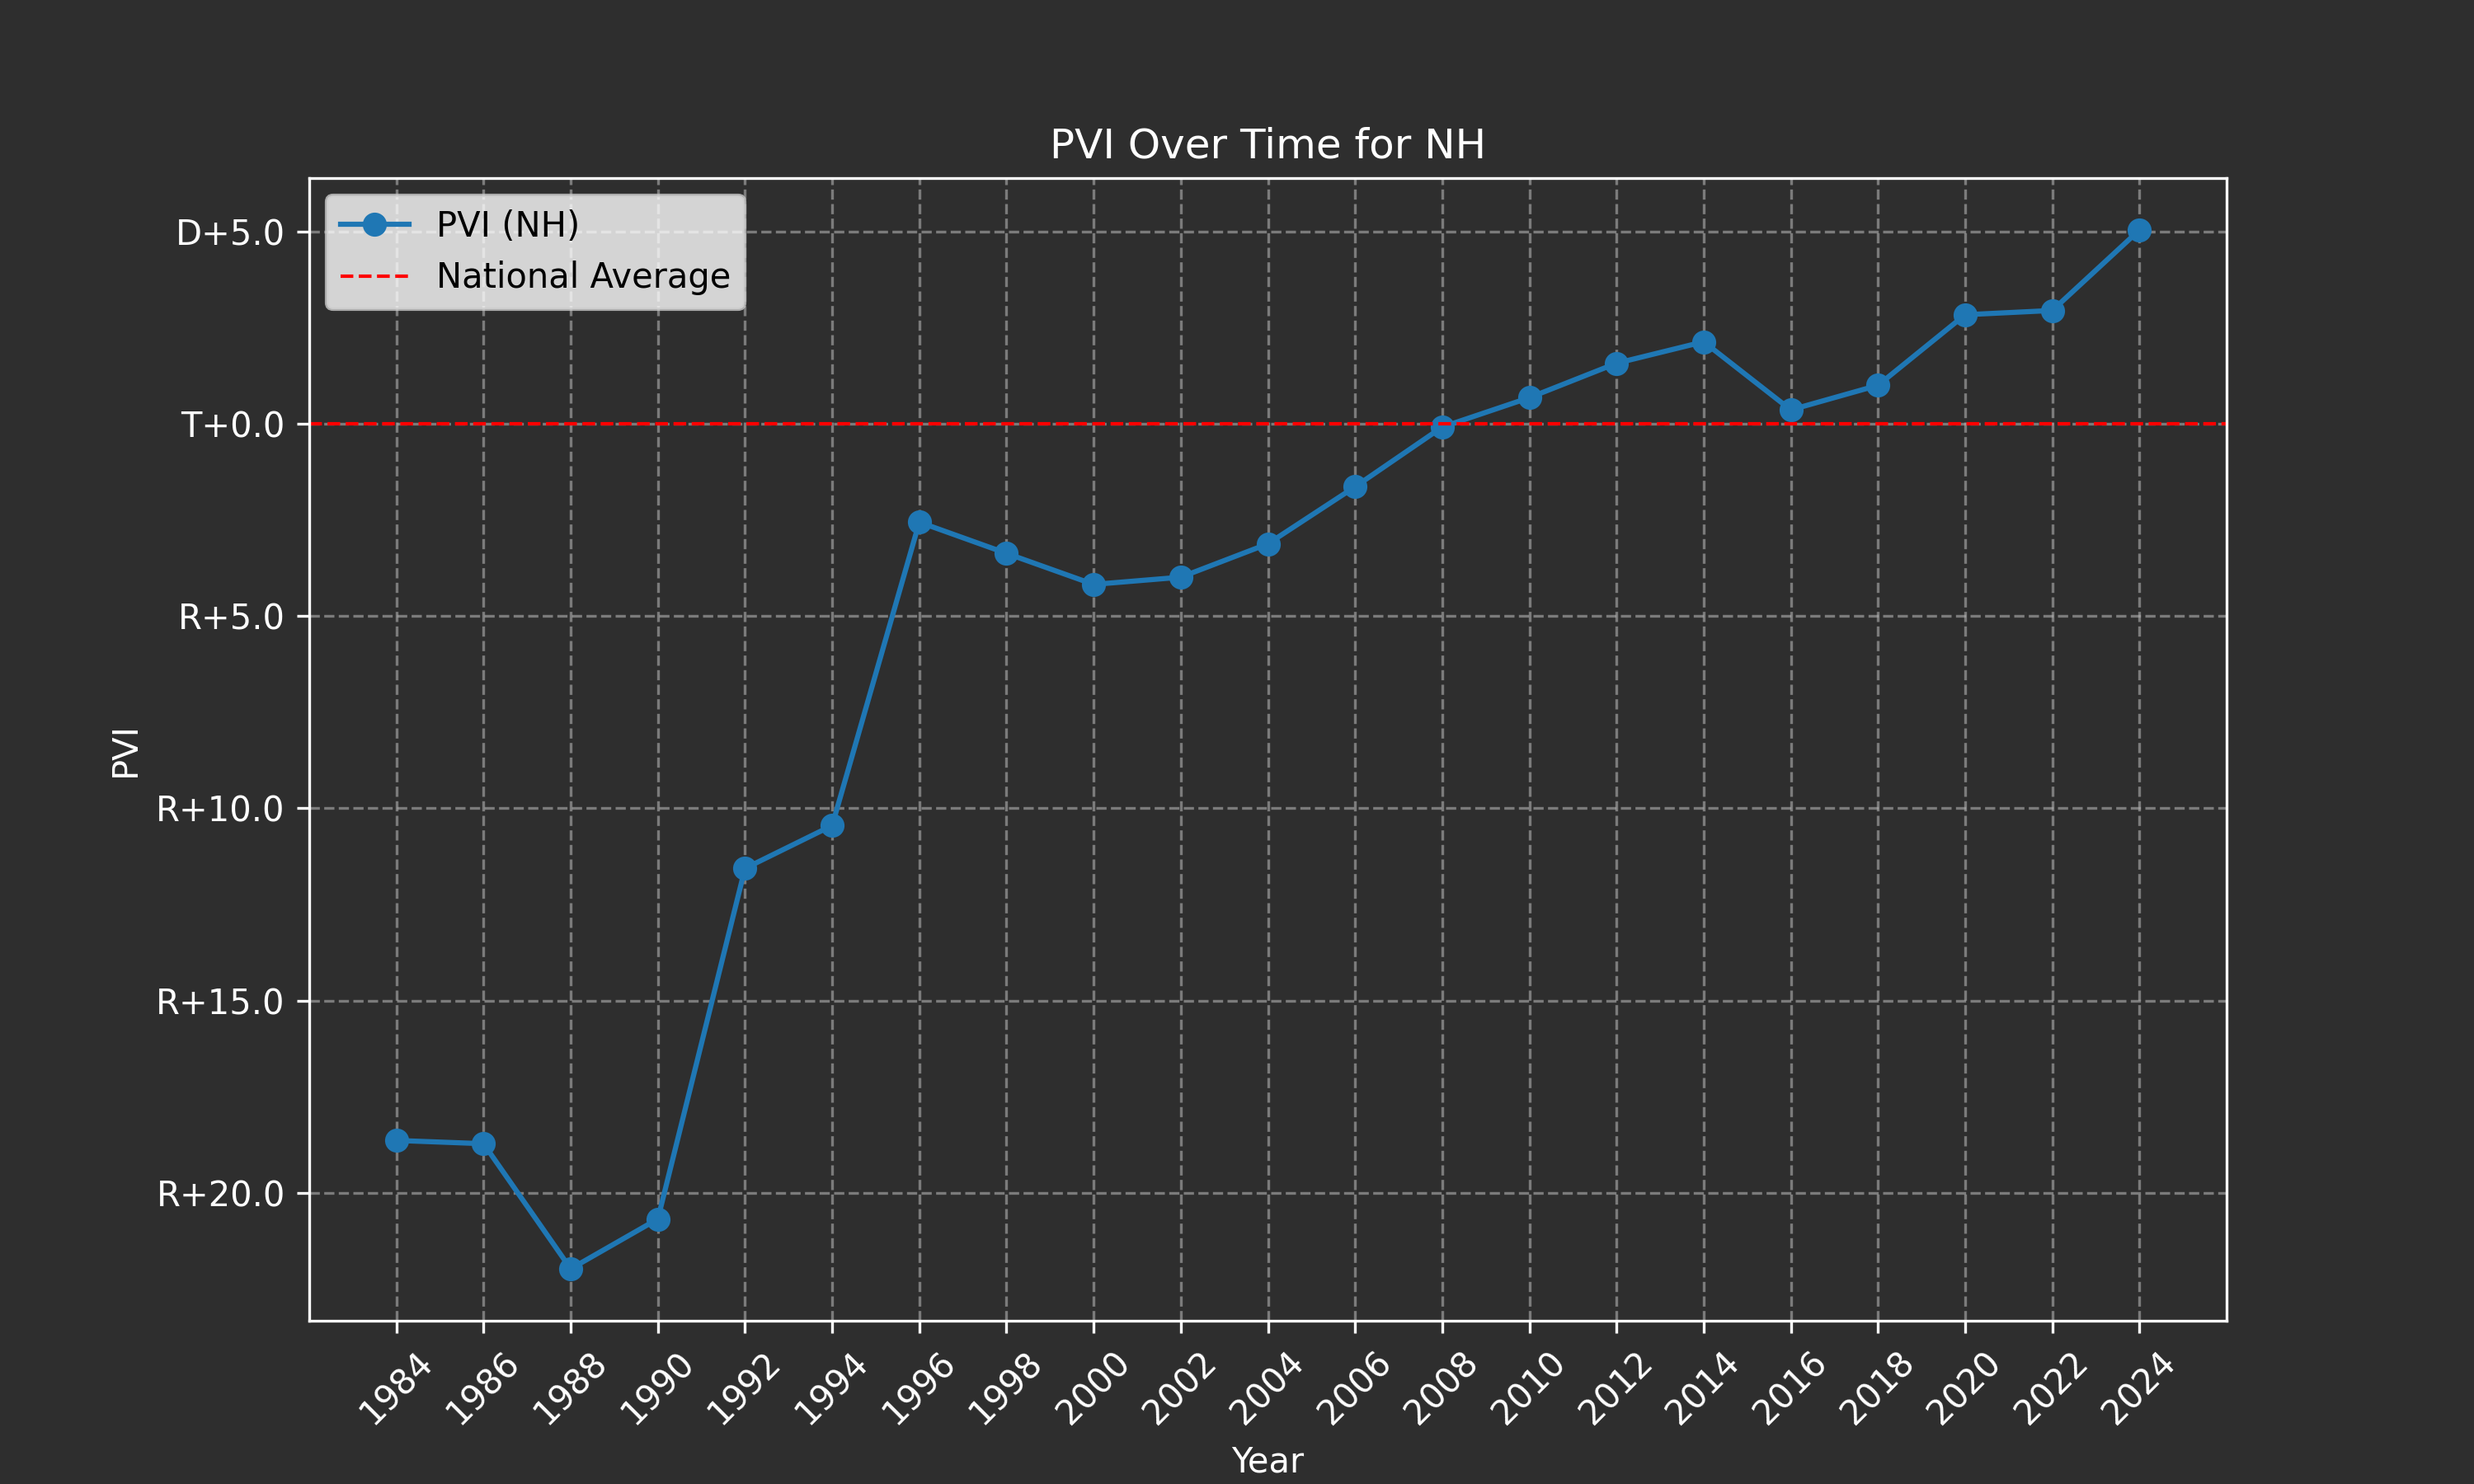 PVI Over Time for NH
PVI (NH)
National Average
D+5.0
T+0.0
R+5.0
R+10.0
R+15.0
R+20.0
PVI
1984
1986
1988
1990
1992
1994
1996
1998
2000
2002
2004
2006
2008
2010
2012
2014
2016
2018
2020
2022
2024
Year